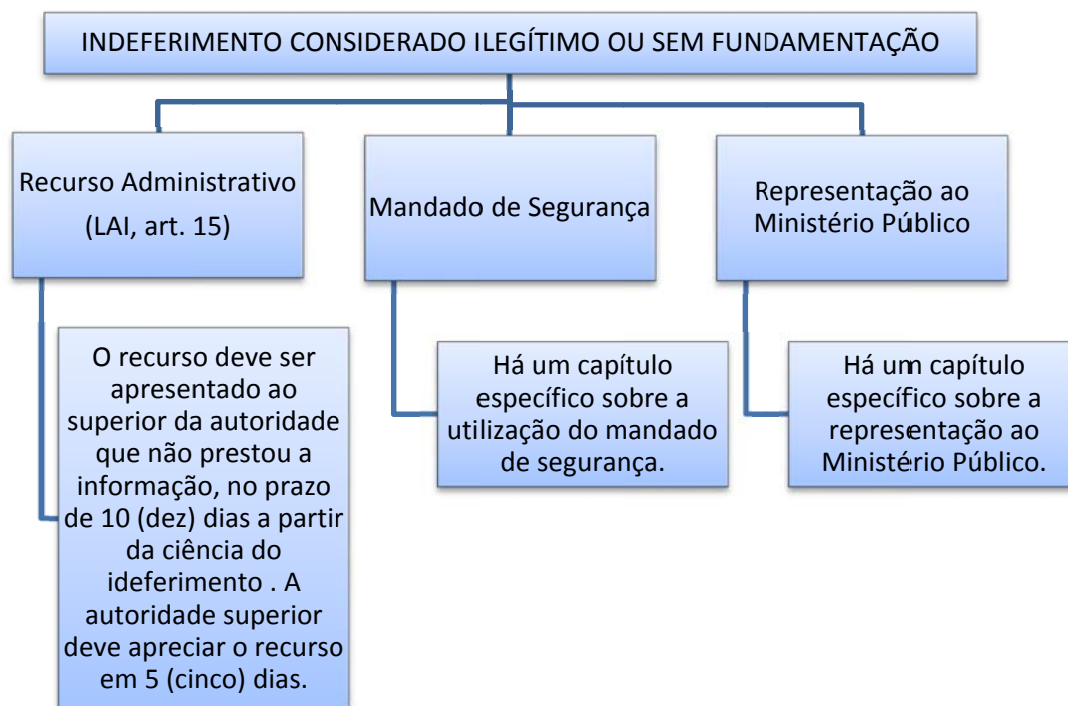 INDEFERIMENTO CONSIDERADO ILEGÍTIMO OU SEM FUNDAMENTAÇÃO
Recurso Administrativo
(LAI, art. 15)
Mandado de Segurança
Representação ao
Ministério Público
O recurso deve ser
apresentado ao
superior da autoridade
que não prestou a
informação, no prazo
de 10 (dez) dias a partir
da ciência do
ideferimento . A
autoridade superior
deve apreciar o recurso
em 5 (cinco) dias.
Há um capítulo
específico sobre a
utilização do mandado
de segurança.
Há um capítulo
específico sobre a
representação ao
Ministério Público.